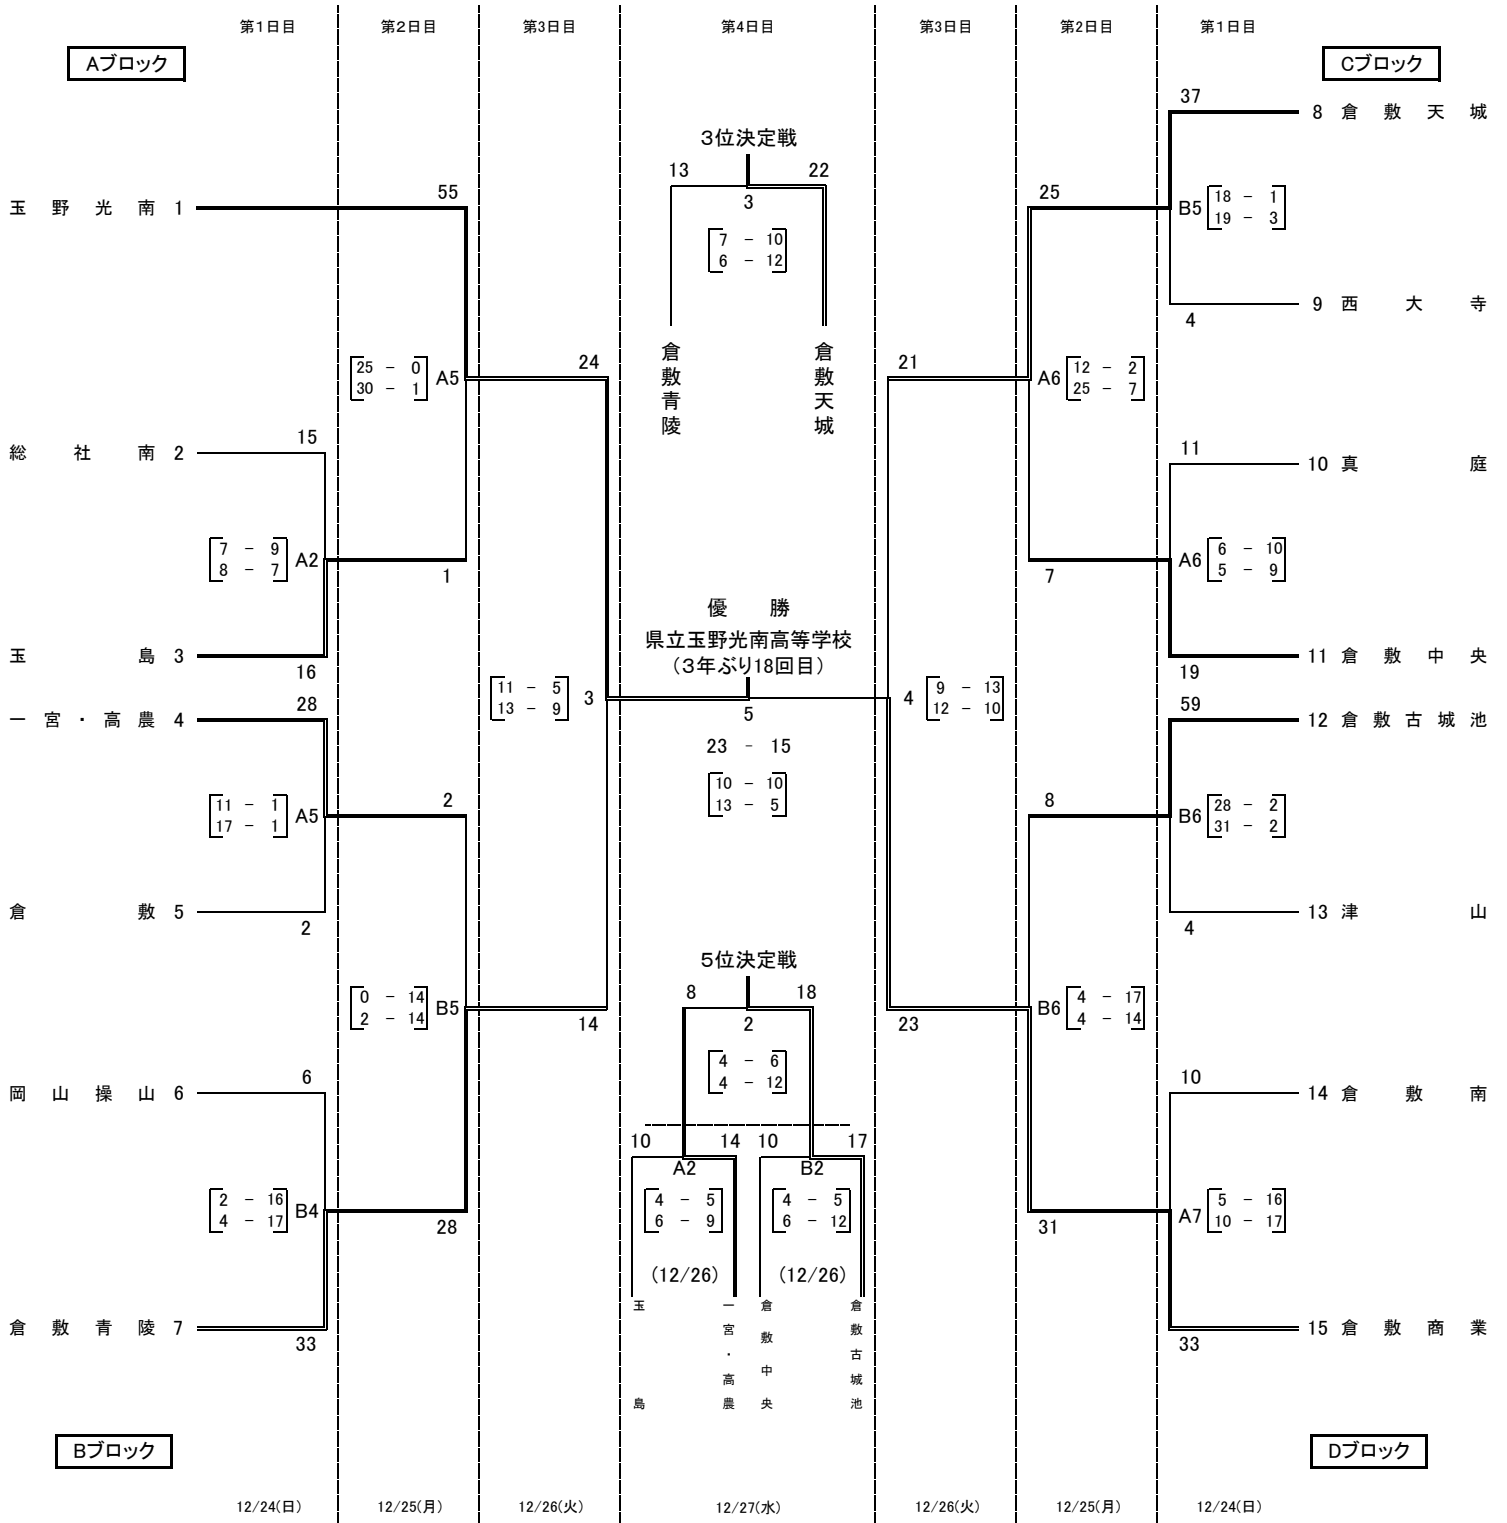 第1日目 第2日目 第3日目 第4日目 第3日目 第2日目 第1日目
Aブロック
Cブロック
玉野光南 1
55
総社南 2
15
A2
7 - 9
8 - 7
玉島 3
16
25 - 0
30 - 1
A5
1
24
一宮・高農 4
28
11 - 1
17 - 1
A5
倉敷 5
2
2
0 - 14
2 - 14
B5
14
岡山操山 6
6
2 - 16
4 - 17
B4
28
倉敷青陵 7
33
11 - 5
13 - 9
3
3位決定戦
13 22
3
7 - 10
6 - 12
倉敷青陵
倉敷天城
優 勝
県立玉野光南高等学校
(3年ぶり18回目)
5
23 - 15
10 - 10
13 - 5
5位決定戦
8 18
2
4 - 6
4 - 12
10 14 10 17
A2 B2
4 - 5
6 - 9
4 - 5
6 - 12
(12/26) (12/26)
玉島
一宮・高農
倉敷中央
倉敷古城池
21
4
9 - 13
12 - 10
23
25
A6
12 - 2
25 - 7
7
8
B6
4 - 17
4 - 14
31
37
8 倉敷天城
B5
18 - 1
19 - 3
9 西大寺
4
11
10 真庭
A6
6 - 10
5 - 9
11 倉敷中央
19
59
12 倉敷古城池
B6
28 - 2
31 - 2
13 津山
4
10
14 倉敷南
A7
5 - 16
10 - 17
15 倉敷商業
33
Bブロック
Dブロック
12/24(日) 12/25(月) 12/26(火) 12/27(水) 12/26(火) 12/25(月) 12/24(日)